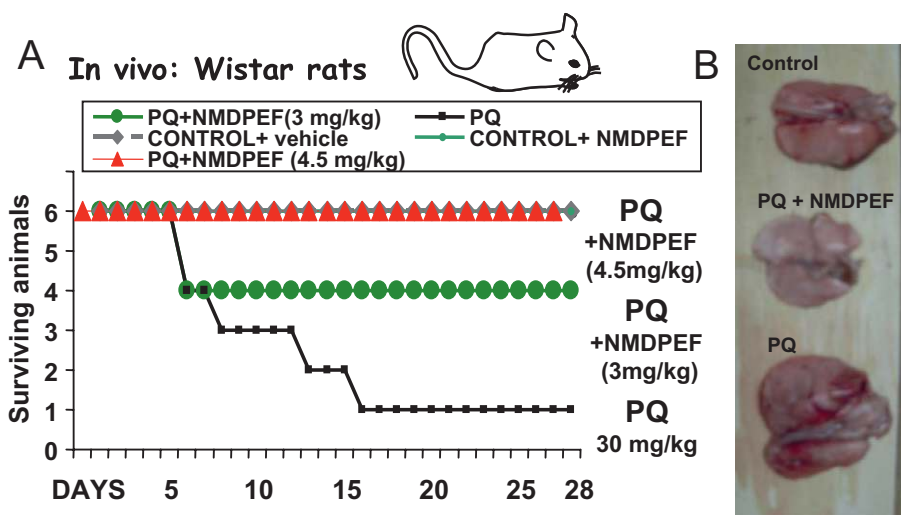 A
In vivo: Wistar rats
PQ+NMDPEF(3 mg/kg)
PQ
CONTROL+ vehicle
CONTROL+ NMDPEF
PQ+NMDPEF (4.5 mg/kg)
Surviving animals
6
5
4
3
2
1
0
DAYS 5 10 15 20 25 28
PQ
+NMDPEF
(4.5mg/kg)
PQ
+NMDPEF
(3mg/kg)
PQ
30 mg/kg
B
Control
PQ + NMDPEF
PQ